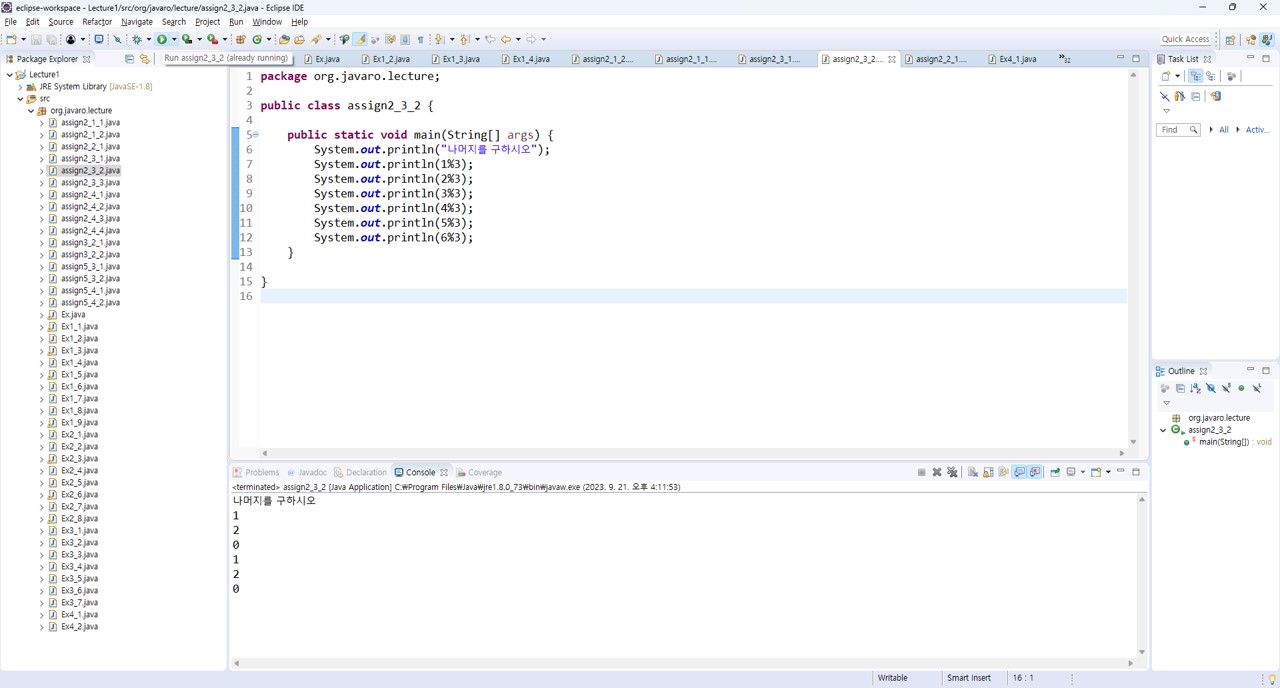 eclipse-workspace - Lecture1/src/org/javaro/lecture/assign2_3_2.java - Eclipse IDE
File Edit Source Refactor Navigate Search Project Run Window Help
Quick Access
Package Explorer
Run assign2_3_2 (already running)
Ex.java Ex1_2.java Ex1_3.java Ex1_4.java assign2_1_2.... assign2_1_1.... assign2_3_1.... assign2_3_2.... assign2_2_1.... Ex4_1.java »52
Task List
Lecture1
JRE System Library [JavaSE-1.8]
src
org.javaro.lecture
assign2_1_1.java
assign2_1_2.java
assign2_2_1.java
assign2_3_1.java
assign2_3_2.java
assign2_3_3.java
assign2_4_1.java
assign2_4_2.java
assign2_4_3.java
assign2_4_4.java
assign3_2_1.java
assign3_2_2.java
assign5_3_1.java
assign5_3_2.java
assign5_4_1.java
assign5_4_2.java
Ex.java
Ex1_1.java
Ex1_2.java
Ex1_3.java
Ex1_4.java
Ex1_5.java
Ex1_6.java
Ex1_7.java
Ex1_8.java
Ex1_9.java
Ex2_1.java
Ex2_2.java
Ex2_3.java
Ex2_4.java
Ex2_5.java
Ex2_6.java
Ex2_7.java
Ex2_8.java
Ex3_1.java
Ex3_2.java
Ex3_3.java
Ex3_4.java
Ex3_5.java
Ex3_6.java
Ex3_7.java
Ex4_1.java
Ex4_2.java
1 package org.javaro.lecture;
2
3 public class assign2_3_2 {
4
5 public static void main(String[] args) {
6 System.out.println("나머지를 구하시오");
7 System.out.println(1%3);
8 System.out.println(2%3);
9 System.out.println(3%3);
10 System.out.println(4%3);
11 System.out.println(5%3);
12 System.out.println(6%3);
13 }
14
15 }
16
Find All Activ...
Outline
org.javaro.lecture
assign2_3_2
main(String[]) : void
Problems Javadoc Declaration Console Coverage
<terminated> assign2_3_2 [Java Application] C:₩Program Files₩Java₩jre1.8.0_73₩bin₩javaw.exe (2023. 9. 21. 오후 4:11:53)
나머지를 구하시오
1
2
0
1
2
0
Writable Smart Insert 16 : 1